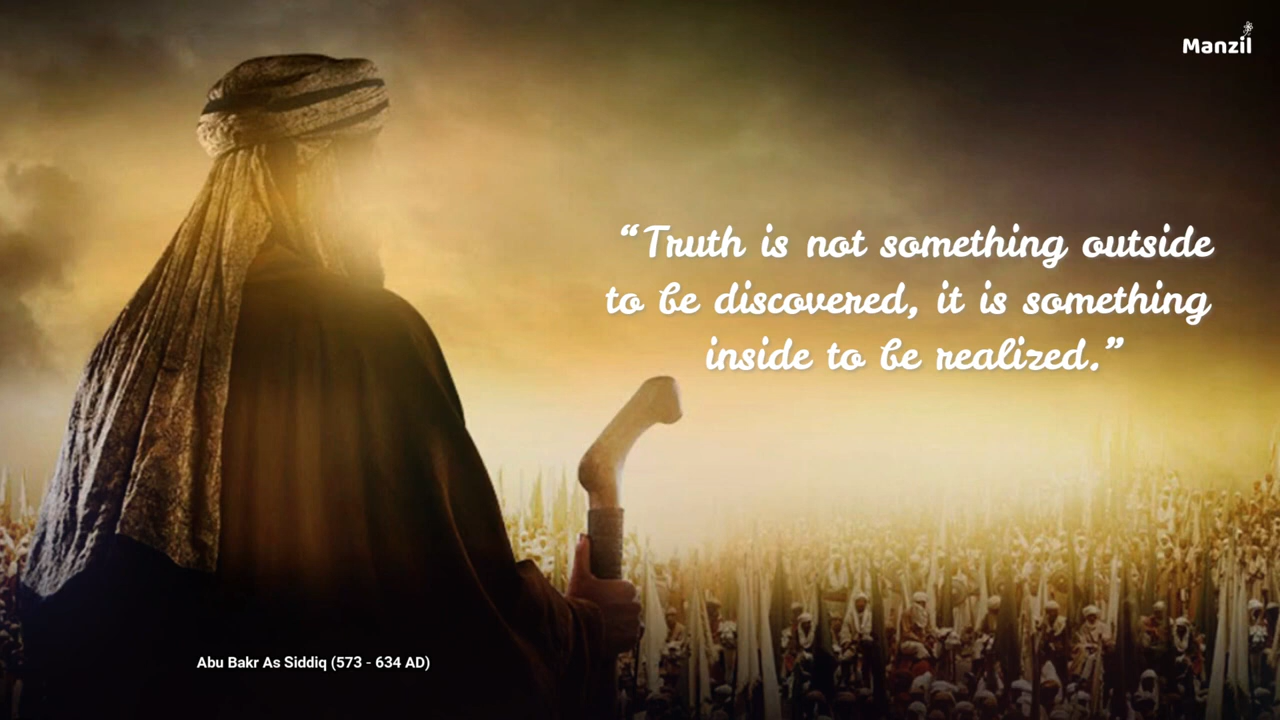 Manzil
“Truth is not something outside
to be discovered, it is something
inside to be realized.”
Abu Bakr As Siddiq (573 - 634 AD)